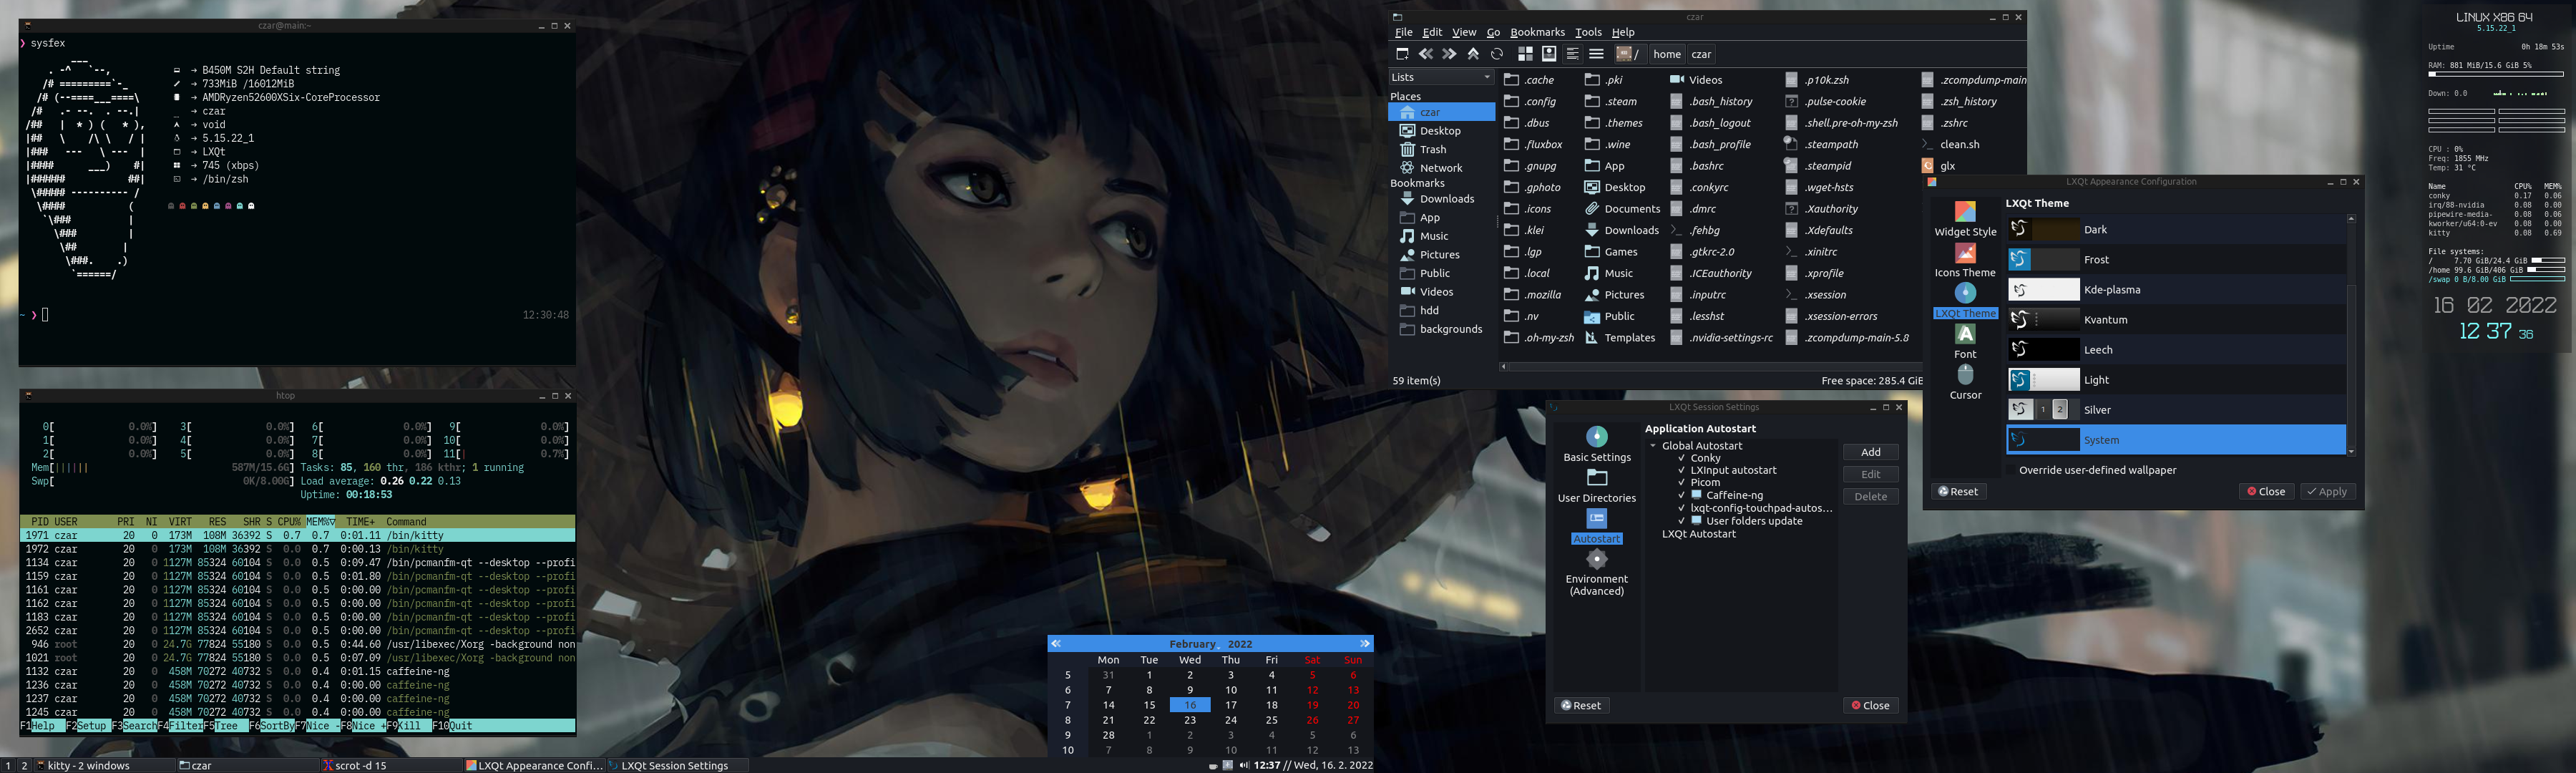 czar@main:~
❯ sysfex
→ B450M S2H Default string
→ 733MiB /16012MiB
→ AMDRyzen52600XSix-CoreProcessor
→ czar
→ void
→ 5.15.22_1
→ LXQt
→ 745 (xbps)
→ /bin/zsh
~ ❯ 12:30:48
htop
0[ 0.0%] 3[ 0.0%] 6[ 0.0%] 9[ 0.0%]
1[ 0.0%] 4[ 0.0%] 7[ 0.0%] 10[ 0.0%]
2[ 0.0%] 5[ 0.0%] 8[ 0.0%] 11[| 0.7%]
Mem[|||||| 587M/15.6G] Tasks: 85, 160 thr, 186 kthr; 1 running
Swp[ 0K/8.00G] Load average: 0.26 0.22 0.13
Uptime: 00:18:53
PID USER PRI NI VIRT RES SHR S CPU% MEM%▽ TIME+ Command
1971 czar 20 0 173M 108M 36392 S 0.7 0.7 0:01.11 /bin/kitty
1972 czar 20 0 173M 108M 36392 S 0.0 0.7 0:00.13 /bin/kitty
1134 czar 20 0 1127M 85324 60104 S 0.0 0.5 0:09.47 /bin/pcmanfm-qt --desktop --profi
1159 czar 20 0 1127M 85324 60104 S 0.0 0.5 0:01.80 /bin/pcmanfm-qt --desktop --profi
1161 czar 20 0 1127M 85324 60104 S 0.0 0.5 0:00.00 /bin/pcmanfm-qt --desktop --profi
1162 czar 20 0 1127M 85324 60104 S 0.0 0.5 0:00.00 /bin/pcmanfm-qt --desktop --profi
1183 czar 20 0 1127M 85324 60104 S 0.0 0.5 0:00.00 /bin/pcmanfm-qt --desktop --profi
2652 czar 20 0 1127M 85324 60104 S 0.0 0.5 0:00.00 /bin/pcmanfm-qt --desktop --profi
946 root 20 0 24.7G 77824 55180 S 0.0 0.5 0:44.60 /usr/libexec/Xorg -background non
1021 root 20 0 24.7G 77824 55180 S 0.0 0.5 0:07.09 /usr/libexec/Xorg -background non
1132 czar 20 0 458M 70272 40732 S 0.0 0.4 0:01.15 caffeine-ng
1236 czar 20 0 458M 70272 40732 S 0.0 0.4 0:00.00 caffeine-ng
1237 czar 20 0 458M 70272 40732 S 0.0 0.4 0:00.00 caffeine-ng
1245 czar 20 0 458M 70272 40732 S 0.0 0.4 0:00.00 caffeine-ng
F1Help F2Setup F3SearchF4FilterF5Tree F6SortByF7Nice -F8Nice +F9Kill F10Quit
czar
File Edit View Go Bookmarks Tools Help
/ home czar
Lists
Places
czar
Desktop
Trash
Network
Bookmarks
Downloads
App
Music
Pictures
Public
Videos
hdd
backgrounds
.cache .pki Videos .p10k.zsh .zcompdump-main
.config .steam .bash_history .pulse-cookie .zsh_history
.dbus .themes .bash_logout .shell.pre-oh-my-zsh .zshrc
.fluxbox .wine .bash_profile .steampath clean.sh
.gnupg App .bashrc .steampid glx
.gphoto Desktop .conkyrc .wget-hsts
.icons Documents .dmrc .Xauthority
.klei Downloads .fehbg .Xdefaults
.lgp Games .gtkrc-2.0 .xinitrc
.local Music .ICEauthority .xprofile
.mozilla Pictures .inputrc .xsession
.nv Public .lesshst .xsession-errors
.oh-my-zsh Templates .nvidia-settings-rc .zcompdump-main-5.8
59 item(s) Free space: 285.4 GiB
LXQt Appearance Configuration
Widget Style
Icons Theme
LXQt Theme
Font
Cursor
LXQt Theme
Dark
Frost
Kde-plasma
Kvantum
Leech
Light
1 2 Silver
System
Override user-defined wallpaper
Reset Close Apply
LXQt Session Settings
Basic Settings
User Directories
Autostart
Environment
(Advanced)
Application Autostart
Global Autostart
✓ Conky
✓ LXInput autostart
✓ Picom
✓ Caffeine-ng
✓ lxqt-config-touchpad-autos...
✓ User folders update
LXQt Autostart
Add
Edit
Delete
Reset Close
LINUX X86 64
5.15.22_1
Uptime 0h 18m 53s
RAM: 881 MiB/15.6 GiB 5%
Down: 0.0
CPU : 0%
Freq: 1855 MHz
Temp: 31 °C
Name CPU% MEM%
conky 0.17 0.06
irq/88-nvidia 0.08 0.00
pipewire-media- 0.08 0.06
kworker/u64:0-ev 0.08 0.00
kitty 0.08 0.69
File systems:
/ 7.70 GiB/24.4 GiB
/home 99.6 GiB/406 GiB
/swap 0 B/8.00 GiB
16 02 2022
12 37 36
February, 2022
Mon Tue Wed Thu Fri Sat Sun
5 31 1 2 3 4 5 6
6 7 8 9 10 11 12 13
7 14 15 16 17 18 19 20
8 21 22 23 24 25 26 27
9 28 1 2 3 4 5 6
10 7 8 9 10 11 12 13
1 2 kitty - 2 windows czar scrot -d 15 LXQt Appearance Confi... LXQt Session Settings 12:37 // Wed, 16. 2. 2022